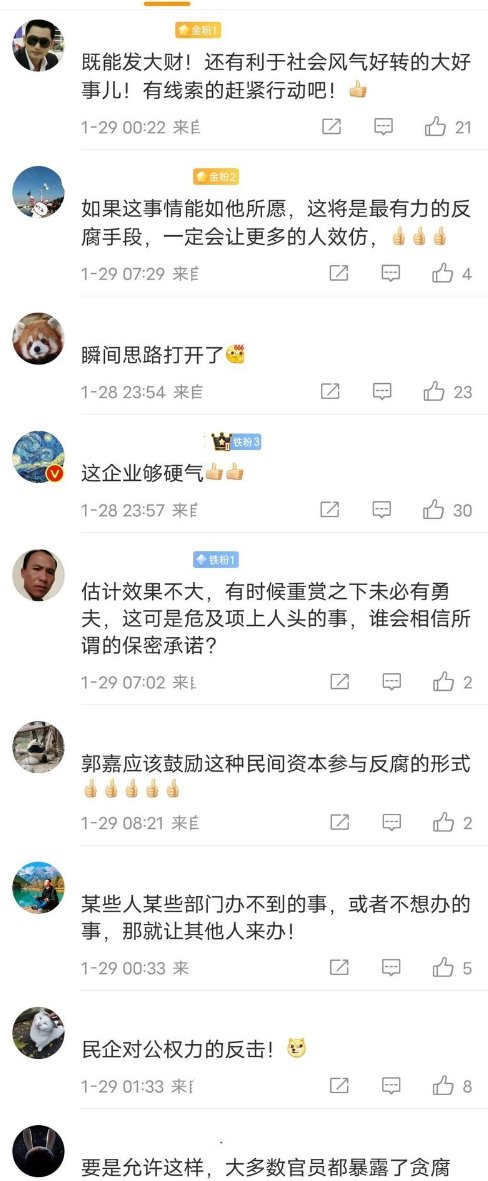 金粉1
既能发大财！还有利于社会风气好转的大好
事儿！有线索的赶紧行动吧！
1-29 00:22 来自
21
金粉2
如果这事情能如他所愿，这将是最有力的反
腐手段，一定会让更多的人效仿，
1-29 07:29 来自
4
瞬间思路打开了
1-28 23:54 来自
23
铁粉3
这企业够硬气
1-28 23:57 来自
30
铁粉1
估计效果不大，有时候重赏之下未必有勇
夫，这可是危及项上人头的事，谁会相信所
谓的保密承诺？
1-29 07:02 来
2
郭嘉应该鼓励这种民间资本参与反腐的形式
1-29 08:21 来自
2
某些人某些部门办不到的事，或者不想办的
事，那就让其他人来办！
1-29 00:33 来
5
民企对公权力的反击！
1-29 01:33 来
8
要是允许这样，大多数官员都暴露了贪腐